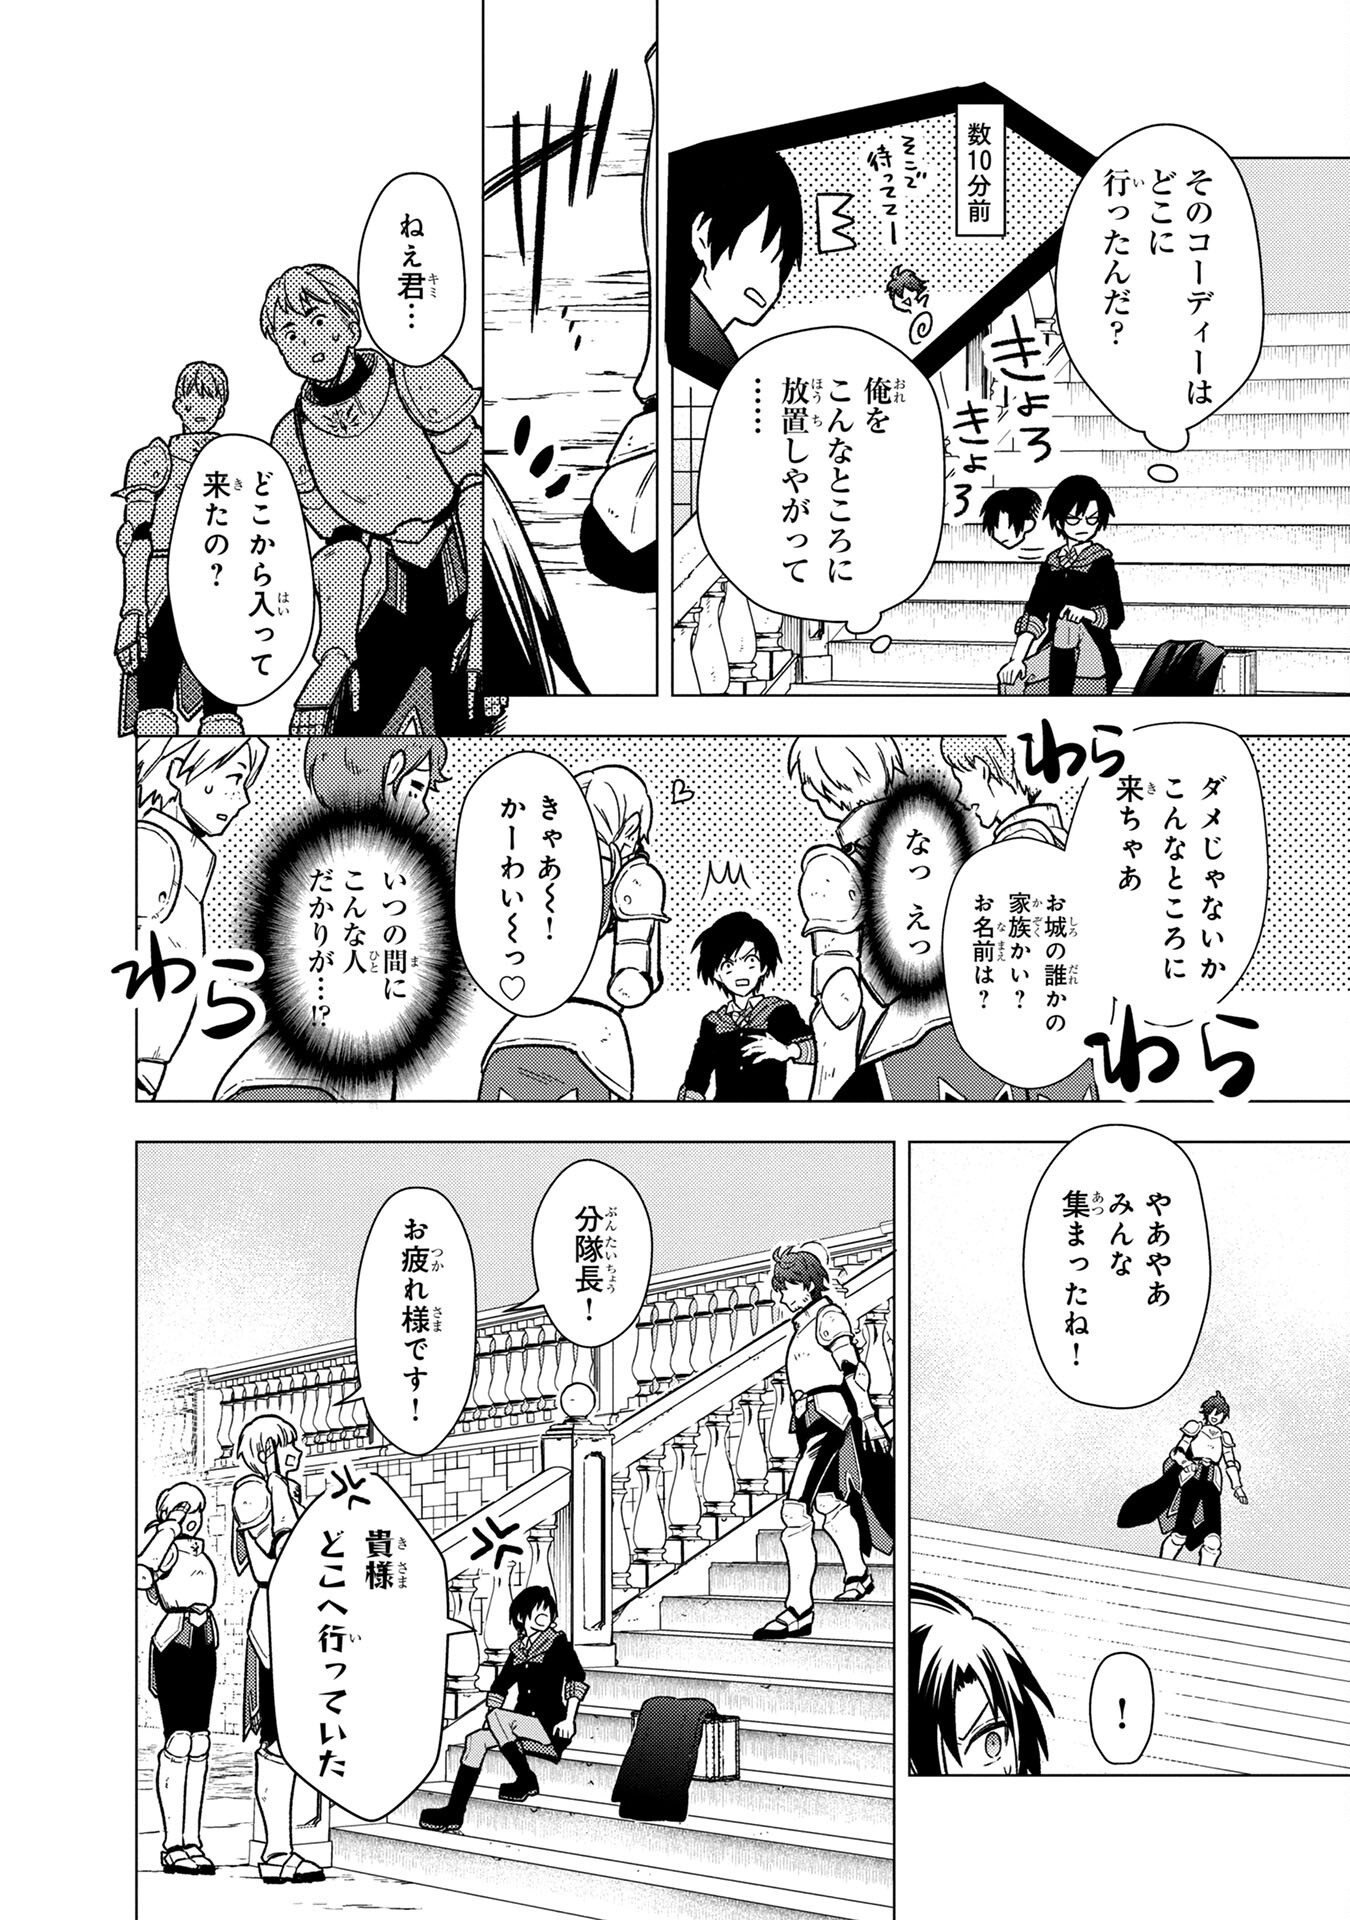 そのコーディーは
どこに
行ったんだ？
数10分前
そこで
待っててー
きょろ
きょろ
俺を
こんなところに
放置しやがって
……
ねえ君…
どこから入って
来たの？
ダメじゃないか
こんなところに
来ちゃあ
お城の誰かの
家族かい？
お名前は？
わら
わら
なっ えっ
きゃあ～！
かーわい～っ♡
いつの間に
こんな人
だかりが…!?
わら
やあやあ
みんな
集まったね！
！
分隊長！
お疲れ様です！
貴様
どこへ行っていた